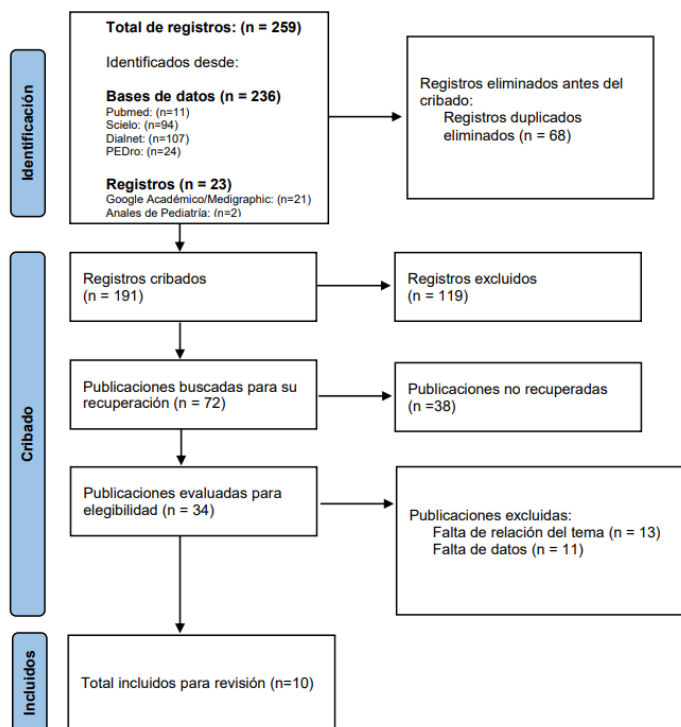 Identificación
Total de registros: (n = 259)
Identificados desde:
Bases de datos (n = 236)
Pubmed: (n=11)
Scielo: (n=94)
Dialnet: (n=107)
PEDro: (n=24)
Registros (n = 23)
Google Académico/Medigraphic: (n=21)
Anales de Pediatría: (n=2)
Registros eliminados antes del
cribado:
Registros duplicados
eliminados (n = 68)
Cribado
Registros cribados
(n = 191)
Registros excluidos
(n = 119)
Publicaciones buscadas para su
recuperación (n = 72)
Publicaciones no recuperadas
(n =38)
Publicaciones evaluadas para
elegibilidad (n = 34)
Publicaciones excluidas:
Falta de relación del tema (n = 13)
Falta de datos (n = 11)
Incluidos
Total incluidos para revisión (n=10)